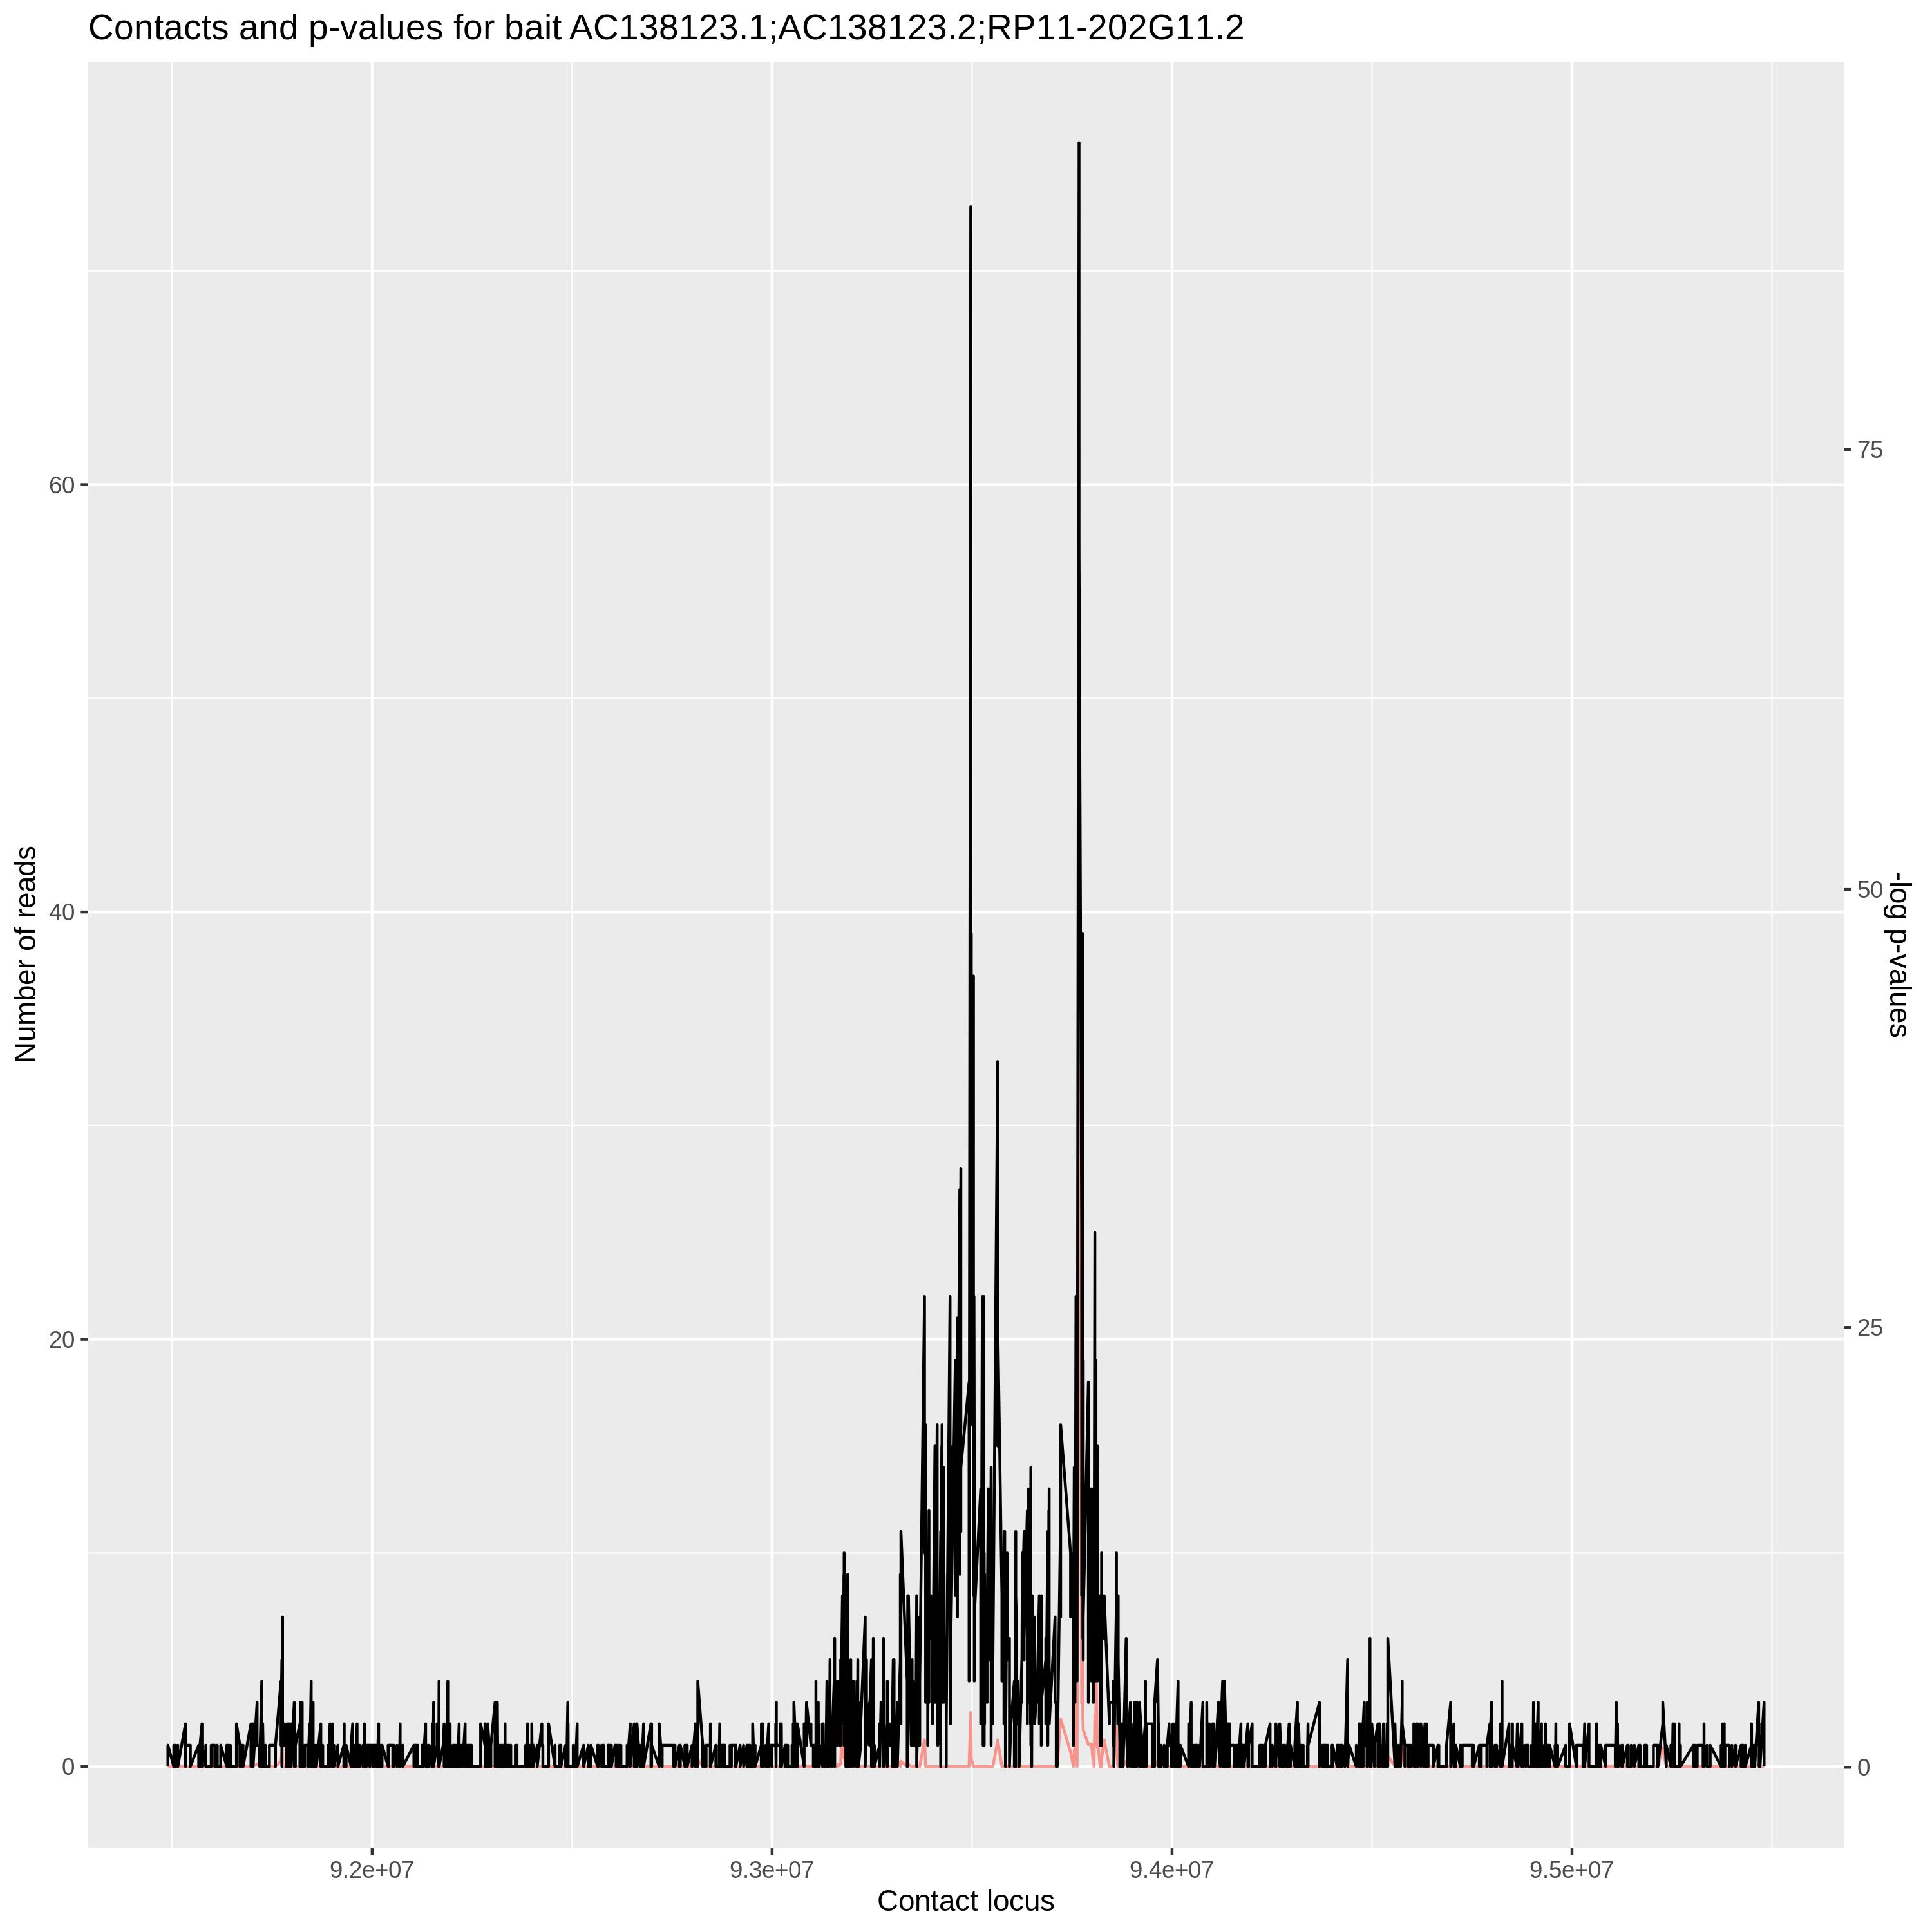 Contacts and p-values for bait AC138123.1;AC138123.2;RP11-202G11.2
Number of reads
60
40
20
0
75
50
25
0
-log p-values
9.2e+07
9.3e+07
9.4e+07
9.5e+07
Contact locus